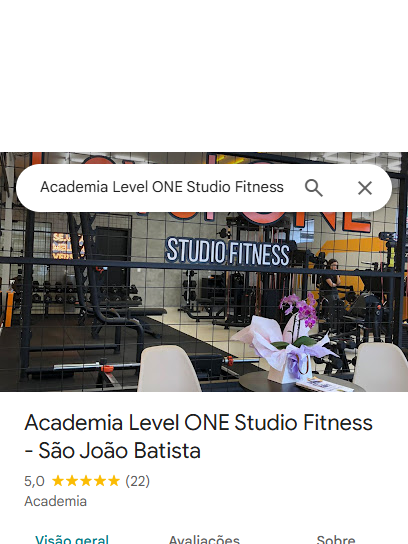 Academia Level ONE Studio Fitness
STUDIO FITNESS
Academia Level ONE Studio Fitness
- São João Batista
5,0 (22)
Academia
Visão geral Avaliações Sobre